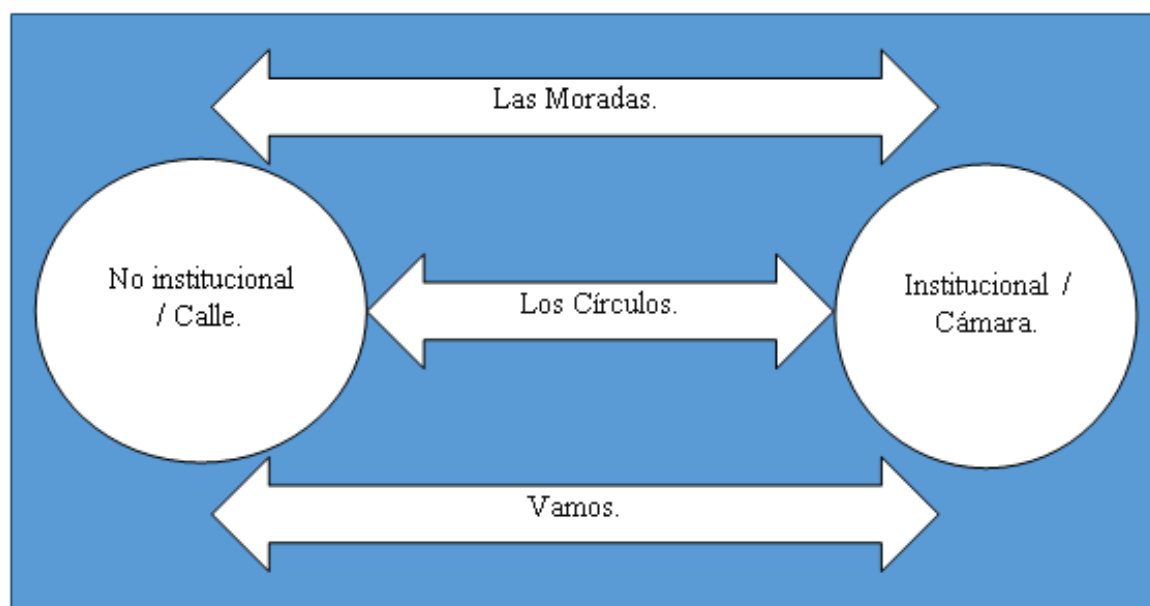 Las Moradas.
No institucional
/ Calle.
Los Círculos.
Institucional /
Cámara.
Vamos.